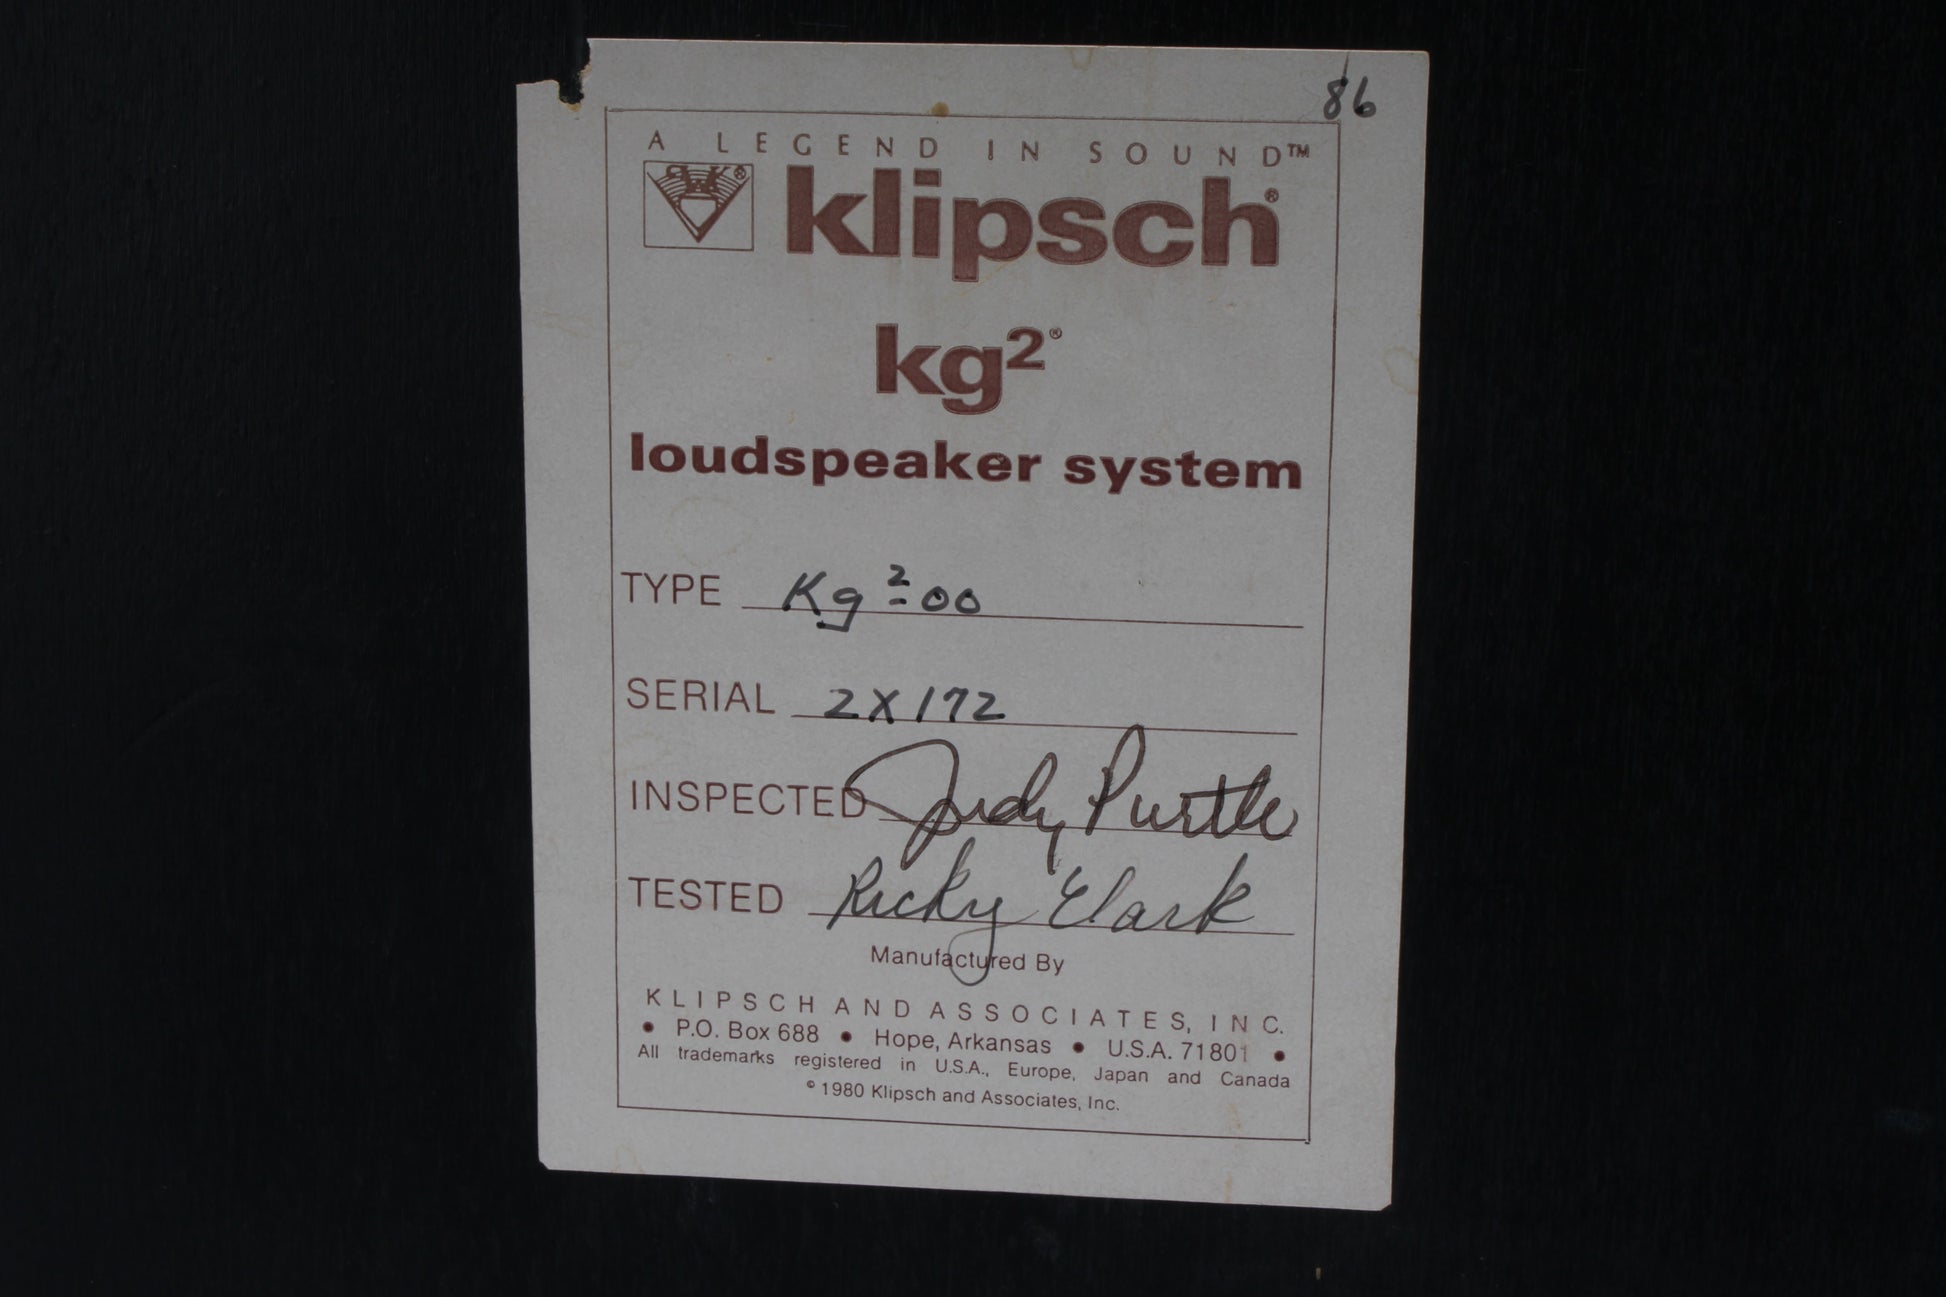 86
A LEGEND IN SOUND™
PWK® klipsch®
kg²®
loudspeaker system
TYPE Kg²-00
SERIAL 2X172
INSPECTED Judy Purtle
TESTED Ricky Clark
Manufactured By
KLIPSCH AND ASSOCIATES, INC.
• P.O. Box 688 • Hope, Arkansas • U.S.A. 71801 •
All trademarks registered in U.S.A., Europe, Japan and Canada
© 1980 Klipsch and Associates, Inc.